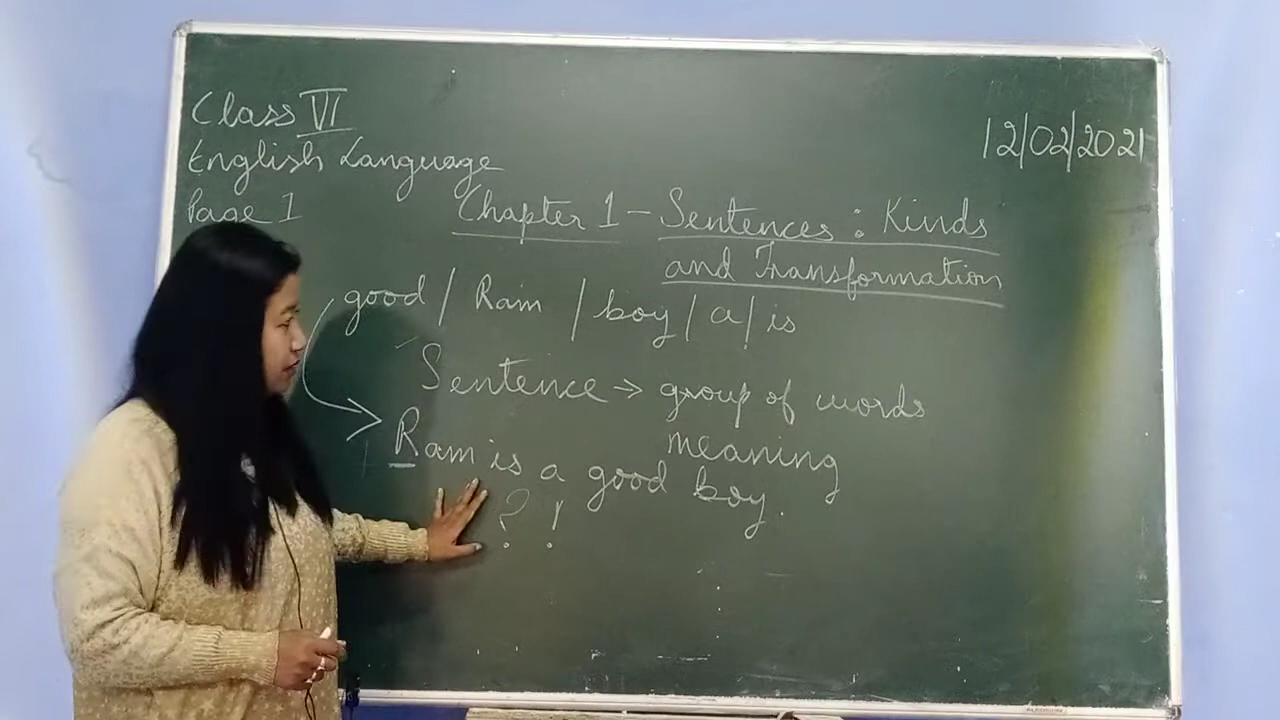 Class VI
English Language
Page 1
12/02/2021
Chapter 1 - Sentences : Kinds
and Transformation
good / Ram / boy / a / is
Sentence → group of words
meaning
Ram is a good boy.
? !